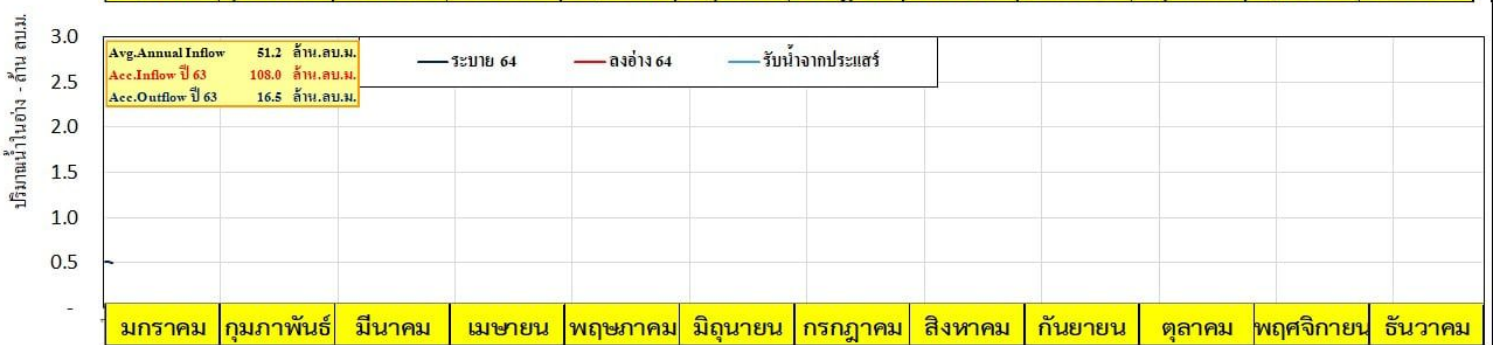 ปริมาณน้ำในอ่าง - ล้าน ลบ.ม.
3.0
2.5
2.0
1.5
1.0
0.5
-
Avg.Annual Inflow 51.2 ล้าน.ลบ.ม.
Acc.Inflow ปี 63 108.0 ล้าน.ลบ.ม.
Acc.Outflow ปี 63 16.5 ล้าน.ลบ.ม.
ระบาย 64 ลงอ่าง 64 รับน้ำจากประแสร์
มกราคม กุมภาพันธ์ มีนาคม เมษายน พฤษภาคม มิถุนายน กรกฎาคม สิงหาคม กันยายน ตุลาคม พฤศจิกายน ธันวาคม